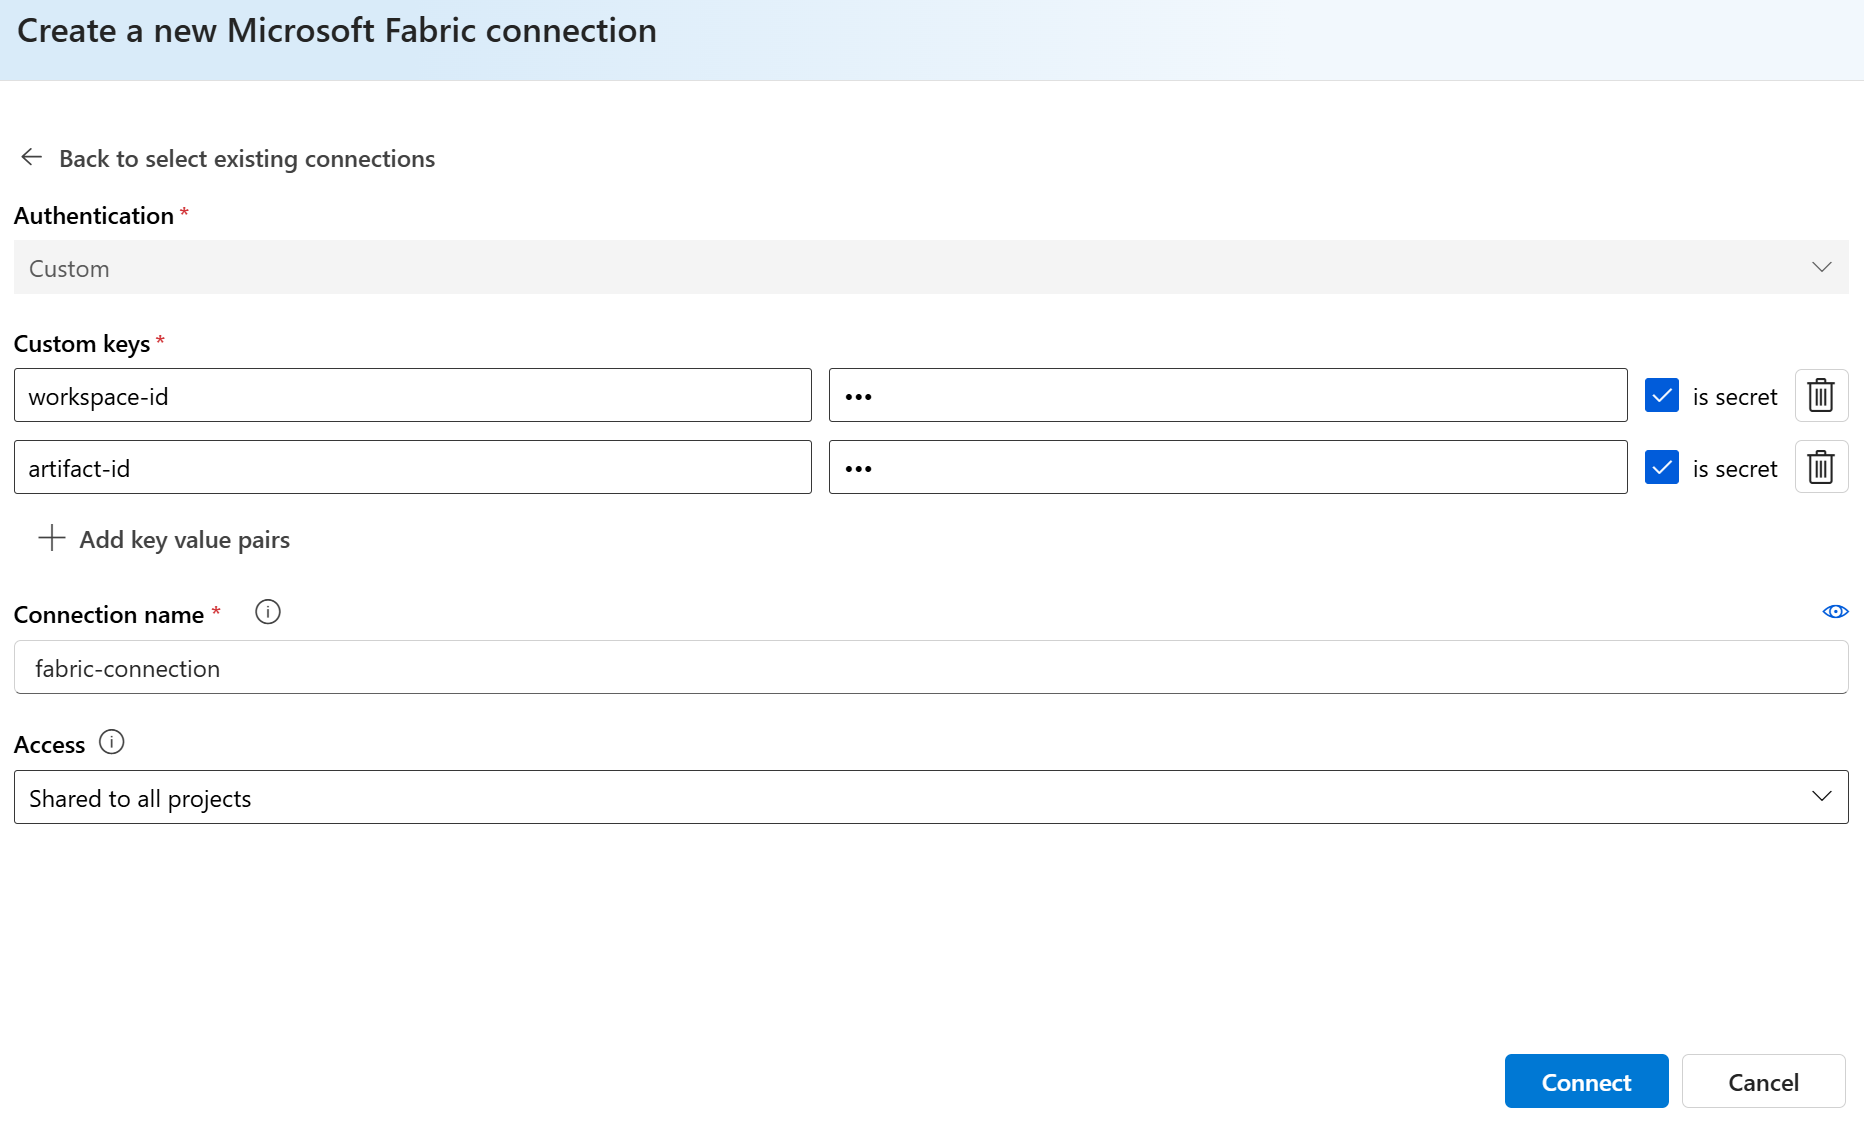 Create a new Microsoft Fabric connection
Back to select existing connections
Authentication *
Custom
Custom keys *
workspace-id ••• is secret
artifact-id ••• is secret
Add key value pairs
Connection name *
fabric-connection
Access
Shared to all projects
Connect Cancel